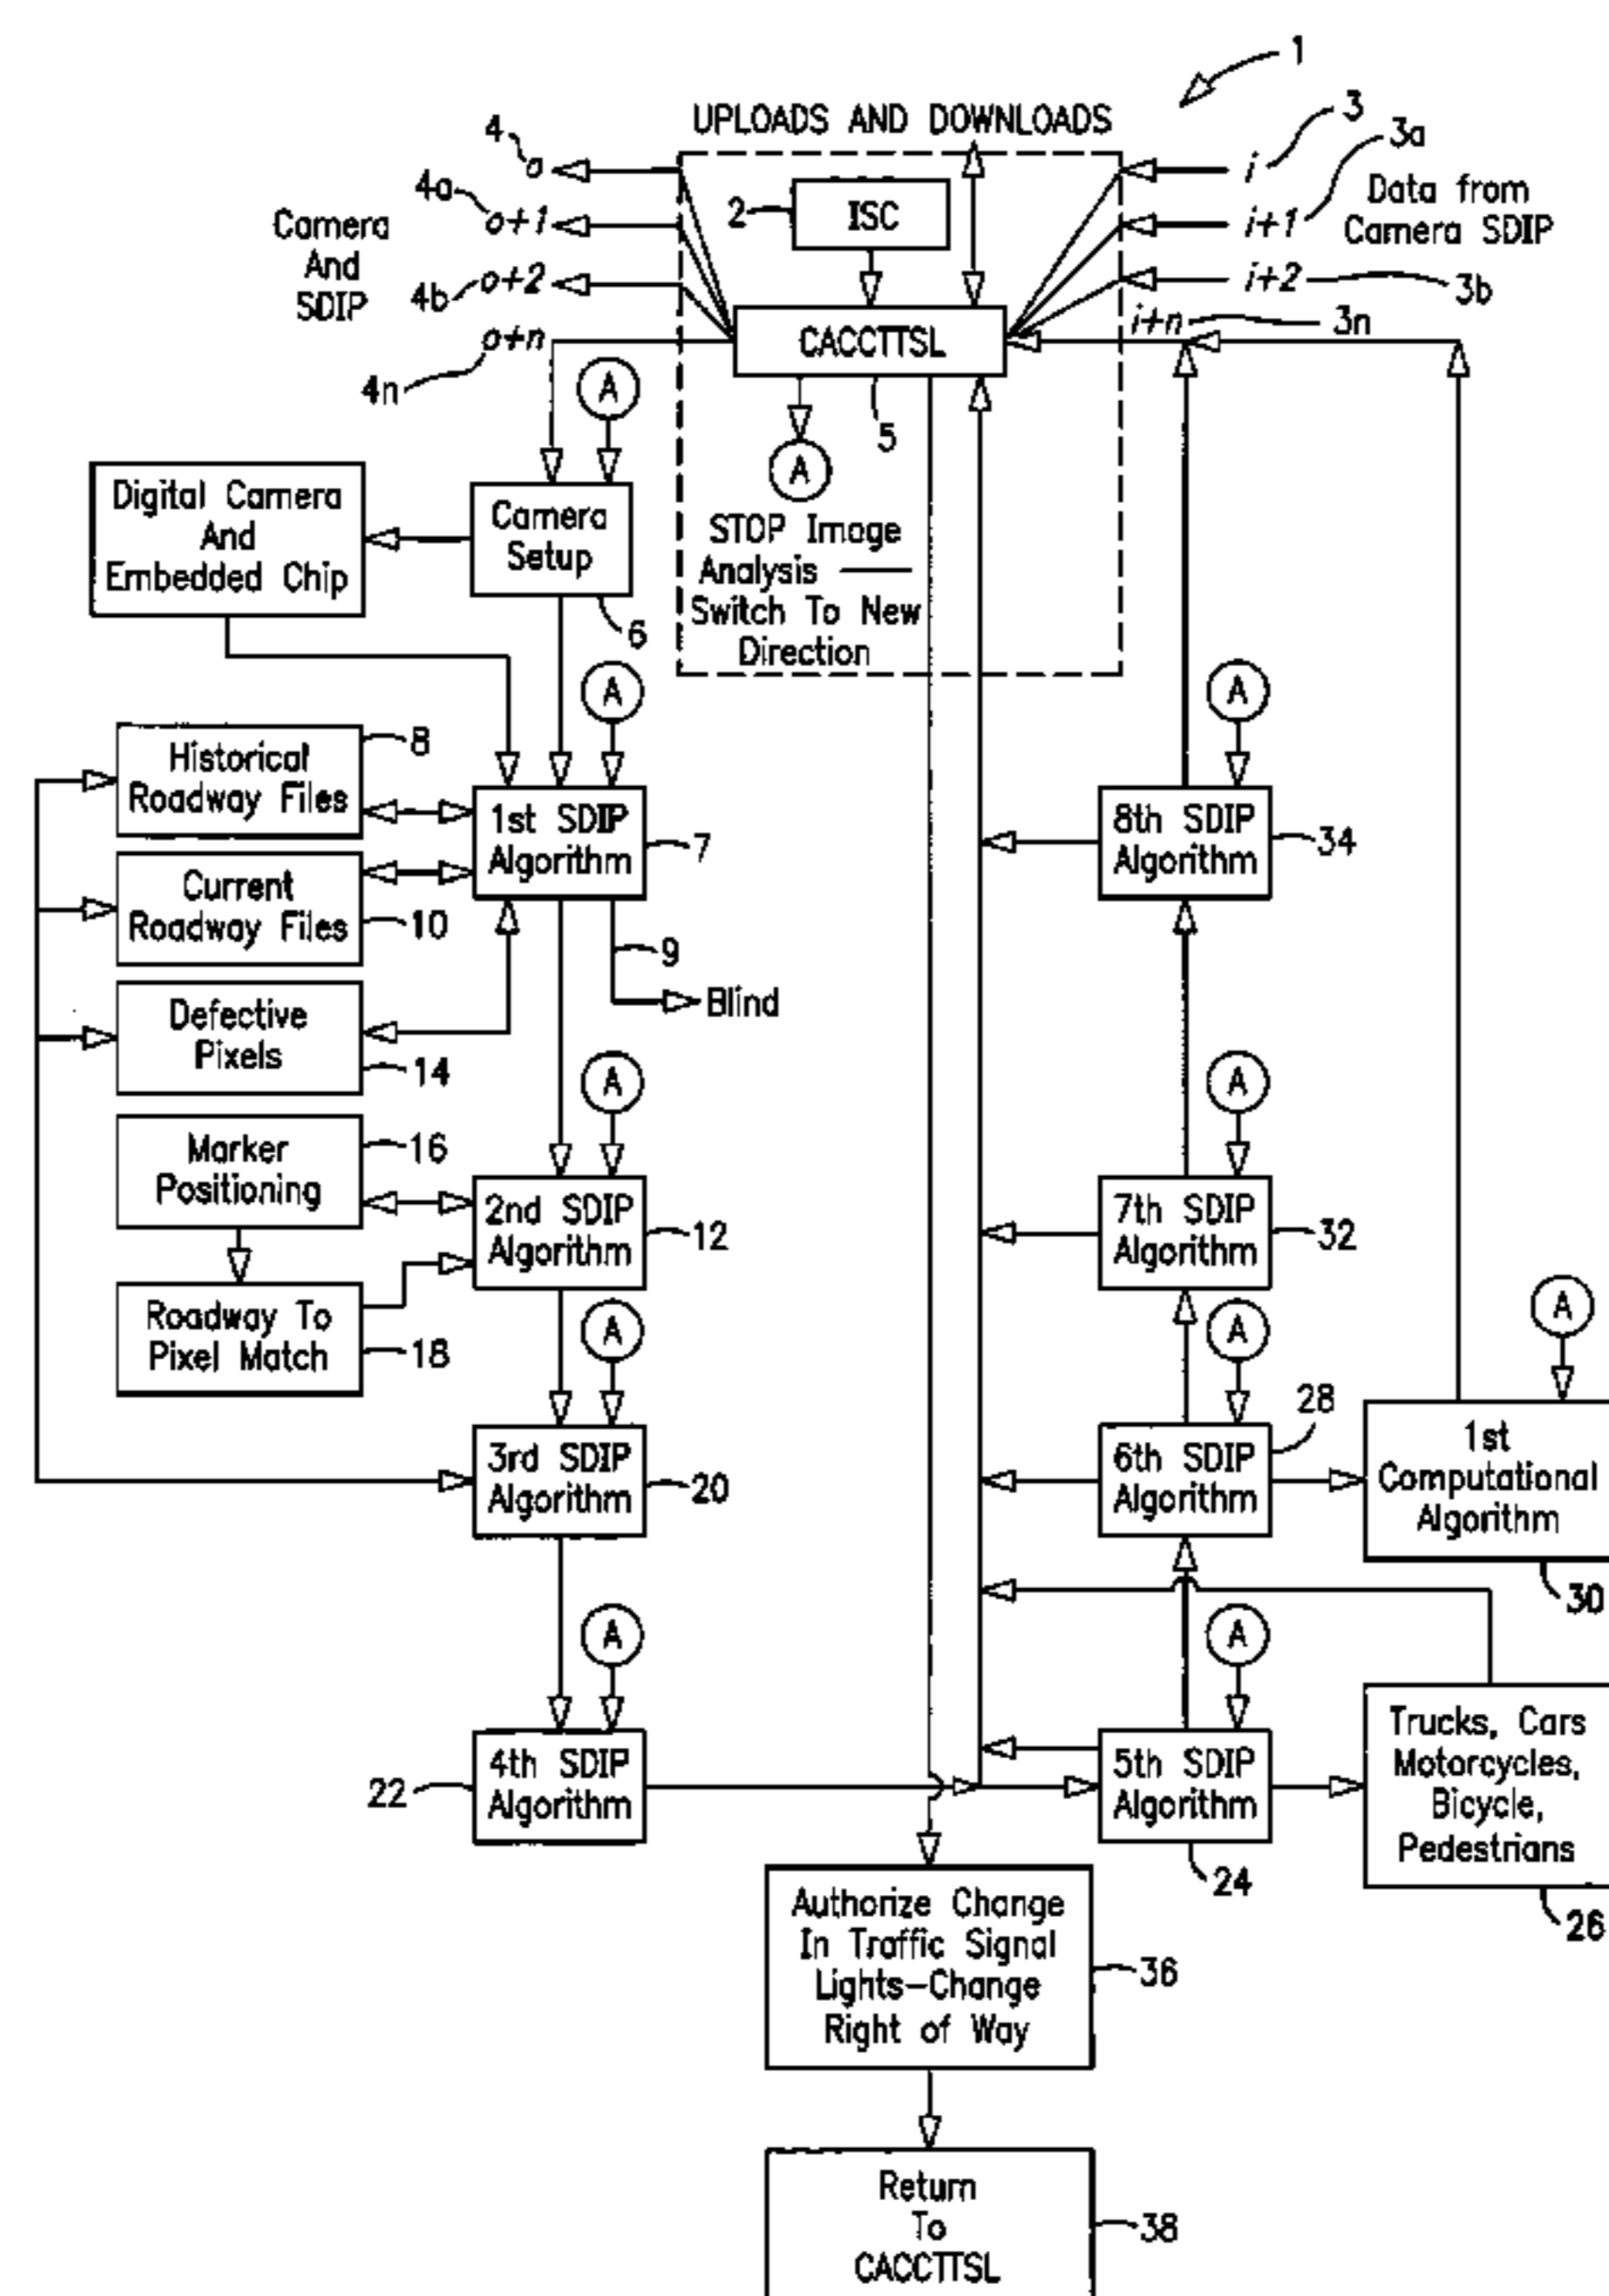 1
UPLOADS AND DOWNLOADS
4
o
4a
o+1
Camera
And
SDIP
4b
o+2
o+n
4n
2
ISC
CACCTTSL
5
3
i
3a
i+1
Data from
Camera SDIP
i+2
3b
i+n
3n
A
A
STOP Image
Analysis
Switch To New
Direction
Digital Camera
And
Embedded Chip
Camera
Setup
6
A
A
Historical
Roadway Files
8
1st SDIP
Algorithm
7
8th SDIP
Algorithm
34
Current
Roadway Files
10
9
Blind
Defective
Pixels
14
A
A
Marker
Positioning
16
2nd SDIP
Algorithm
12
7th SDIP
Algorithm
32
Roadway To
Pixel Match
18
A
A
A
3rd SDIP
Algorithm
20
6th SDIP
Algorithm
28
1st
Computational
Algorithm
30
A
A
4th SDIP
Algorithm
22
5th SDIP
Algorithm
24
Trucks, Cars
Motorcycles,
Bicycle,
Pedestrians
26
Authorize Change
In Traffic Signal
Lights-Change
Right of Way
36
Return
To
CACCTTSL
38